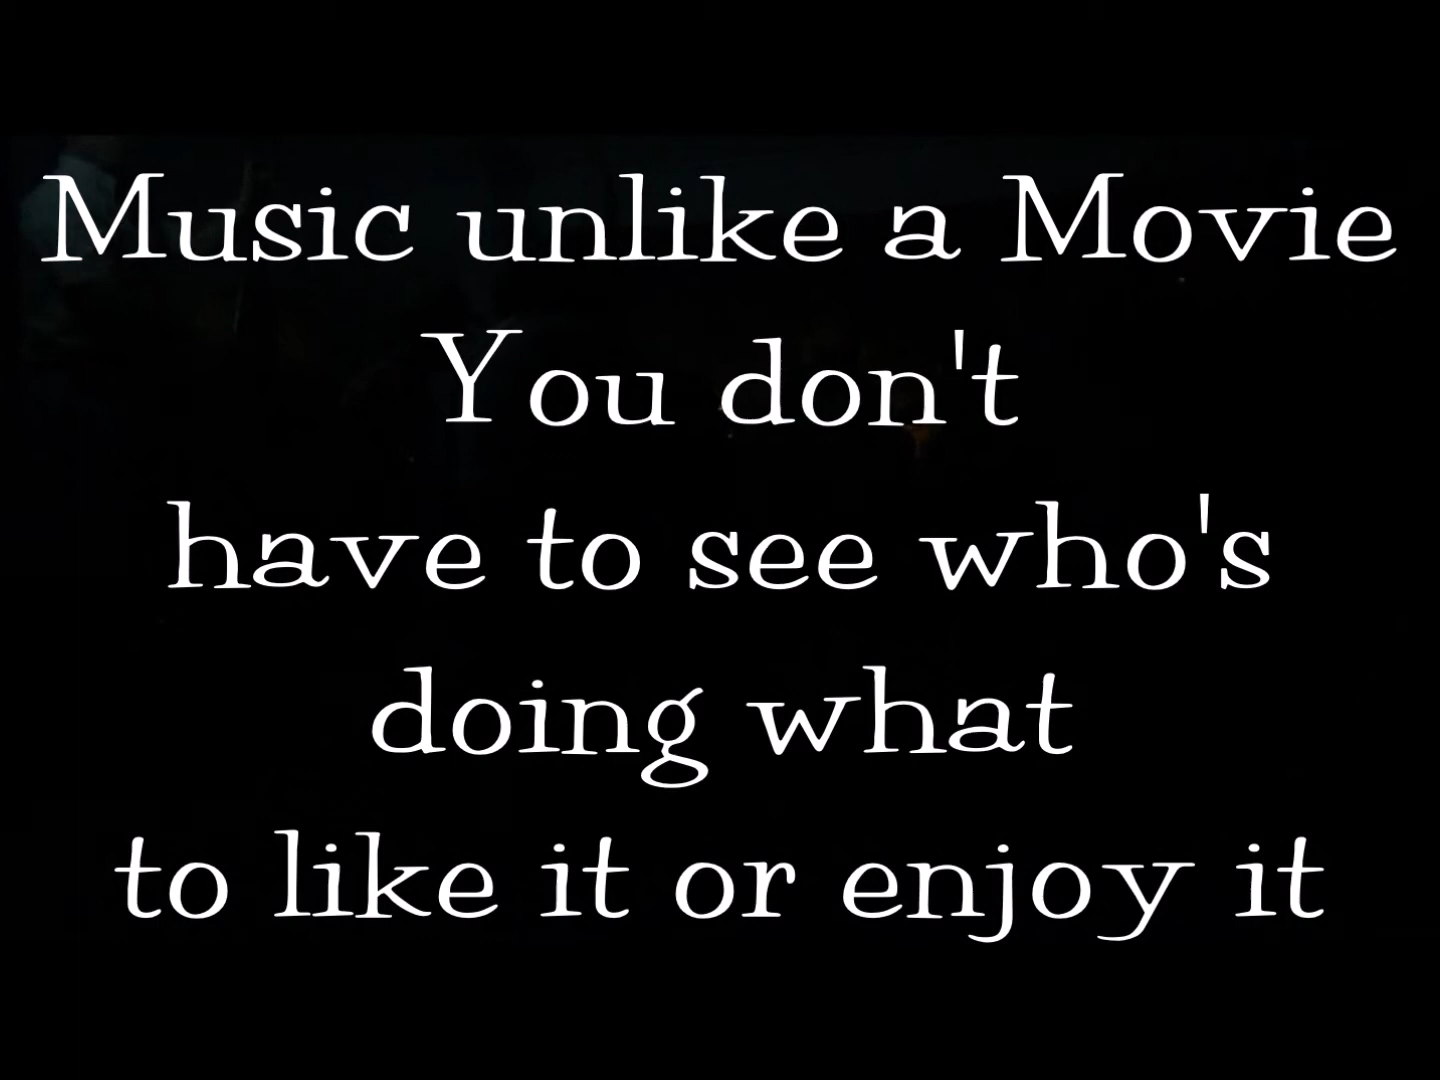 Music unlike a Movie
You don't
have to see who's
doing what
to like it or enjoy it